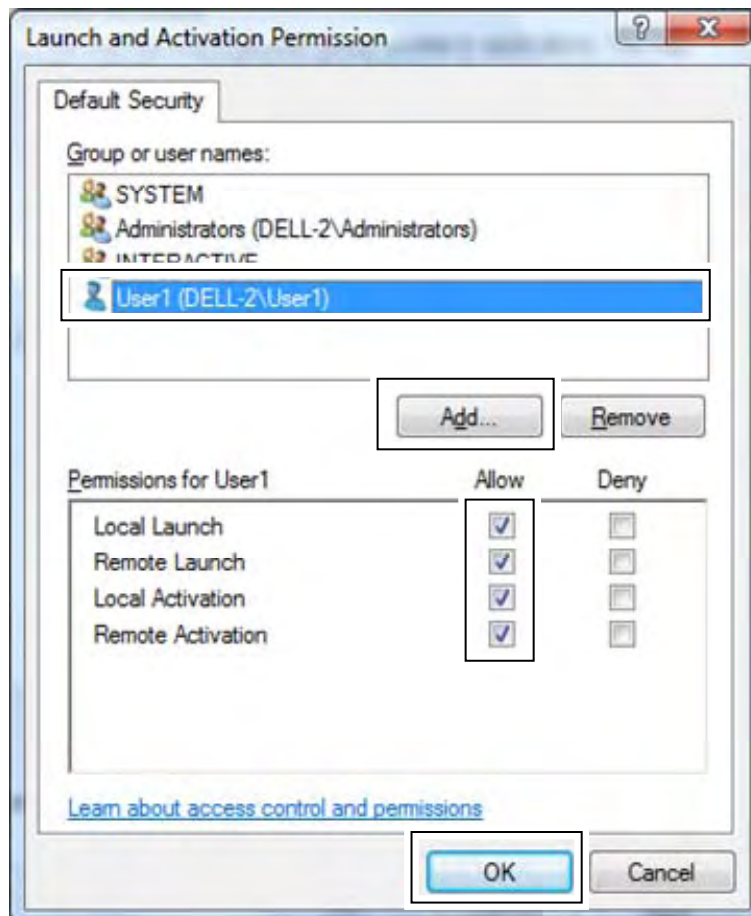 Launch and Activation Permission
Default Security
Group or user names:
SYSTEM
Administrators (DELL-2\Administrators)
INTERACTIVE
User1 (DELL-2\User1)
Add... Remove
Permissions for User1 Allow Deny
Local Launch
Remote Launch
Local Activation
Remote Activation
Learn about access control and permissions
OK Cancel